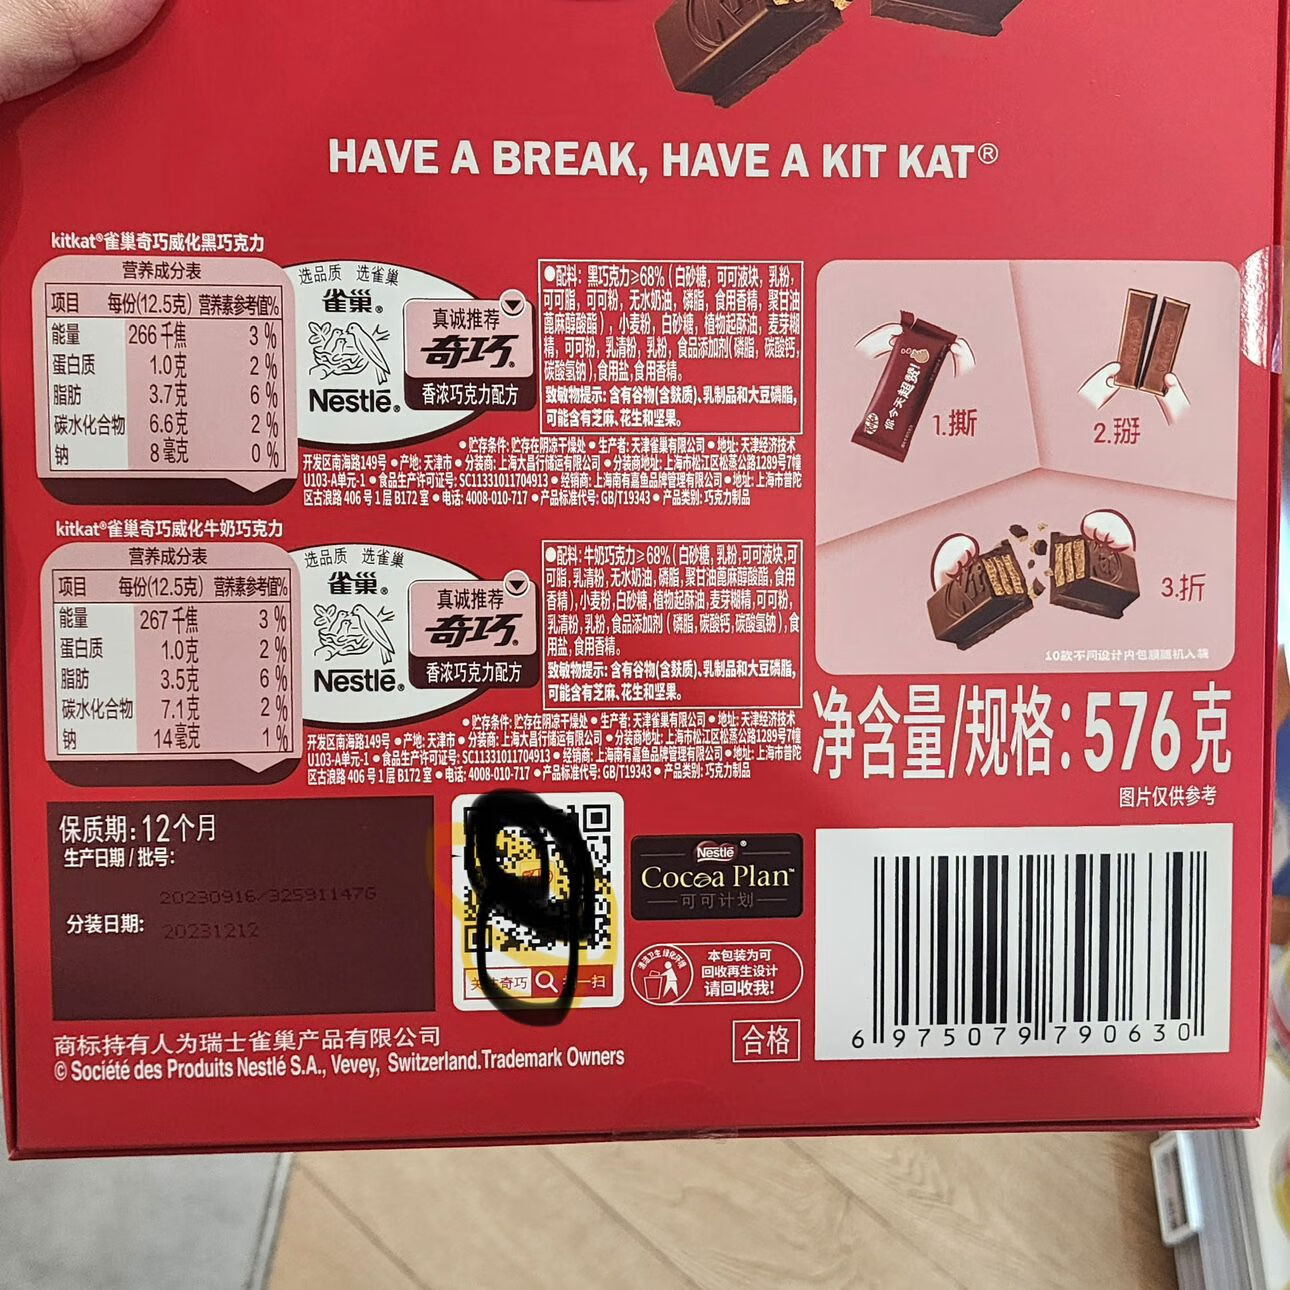 HAVE A BREAK, HAVE A KIT KAT®
kitkat®雀巢奇巧威化黑巧克力
营养成分表
项目 每份(12.5克) 营养素参考值%
能量 266千焦 3%
蛋白质 1.0克 2%
脂肪 3.7克 6%
碳水化合物 6.6克 2%
钠 8毫克 0%
选品质 选雀巢
雀巢®
Nestlé®
真诚推荐
奇巧®
香浓巧克力配方
●配料: 黑巧克力≥68% (白砂糖, 可可液块, 乳粉,
可可脂, 可可粉, 无水奶油, 磷脂, 食用香精, 聚甘油
蓖麻醇酸酯), 小麦粉, 白砂糖, 植物起酥油, 麦芽糊
精, 可可粉, 乳清粉, 乳粉, 食品添加剂(磷脂, 碳酸钙,
碳酸氢钠),食用盐,食用香精。
致敏物提示: 含有谷物(含麸质)、乳制品和大豆磷脂,
可能含有芝麻、花生和坚果。
●贮存条件: 贮存在阴凉干燥处 ●生产者: 天津雀巢有限公司 ●地址: 天津经济技术
开发区南海路149号 ●产地: 天津市 ●分装商: 上海大昌行储运有限公司 ●分装商地址: 上海市松江区松蒸公路1289号7幢
U103-A单元-1 ●食品生产许可证号: SC11331011704913 ●经销商: 上海南有嘉鱼品牌管理有限公司 ●地址: 上海市普陀
区古浪路 406 号 1 层 B172 室 ●电话: 4008-010-717 ●产品标准代号: GB/T19343 ●产品类别: 巧克力制品
kitkat®雀巢奇巧威化牛奶巧克力
营养成分表
项目 每份(12.5克) 营养素参考值%
能量 267千焦 3%
蛋白质 1.0克 2%
脂肪 3.5克 6%
碳水化合物 7.1克 2%
钠 14毫克 1%
选品质 选雀巢
雀巢®
Nestlé®
真诚推荐
奇巧®
香浓巧克力配方
●配料: 牛奶巧克力≥68% (白砂糖, 乳粉,可可液块,可
可脂, 乳清粉, 无水奶油, 磷脂, 聚甘油蓖麻醇酸酯, 食用
香精), 小麦粉, 白砂糖, 植物起酥油, 麦芽糊精, 可可粉,
乳清粉, 乳粉, 食品添加剂 (磷脂, 碳酸钙, 碳酸氢钠), 食
用盐, 食用香精。
致敏物提示: 含有谷物(含麸质)、乳制品和大豆磷脂,
可能含有芝麻、花生和坚果。
●贮存条件: 贮存在阴凉干燥处 ●生产者: 天津雀巢有限公司 ●地址: 天津经济技术
开发区南海路149号 ●产地: 天津市 ●分装商: 上海大昌行储运有限公司 ●分装商地址: 上海市松江区松蒸公路1289号7幢
U103-A单元-1 ●食品生产许可证号: SC11331011704913 ●经销商: 上海南有嘉鱼品牌管理有限公司 ●地址: 上海市普陀
区古浪路 406 号 1 层 B172 室 ●电话: 4008-010-717 ●产品标准代号: GB/T19343 ●产品类别: 巧克力制品
你今天超赞!
1.撕
2.掰
3.折
10款不同设计内包膜随机入袋
净含量/规格: 576克
图片仅供参考
保质期: 12个月
生产日期 / 批号:
20230916/32591147G
分装日期: 20231212
奇巧 一扫
Nestlé®
Cocoa Plan™
可可计划
本包装为可
回收再生设计
请回收我!
合格
6 975079 790630
商标持有人为瑞士雀巢产品有限公司
© Société des Produits Nestlé S.A., Vevey, Switzerland.Trademark Owners